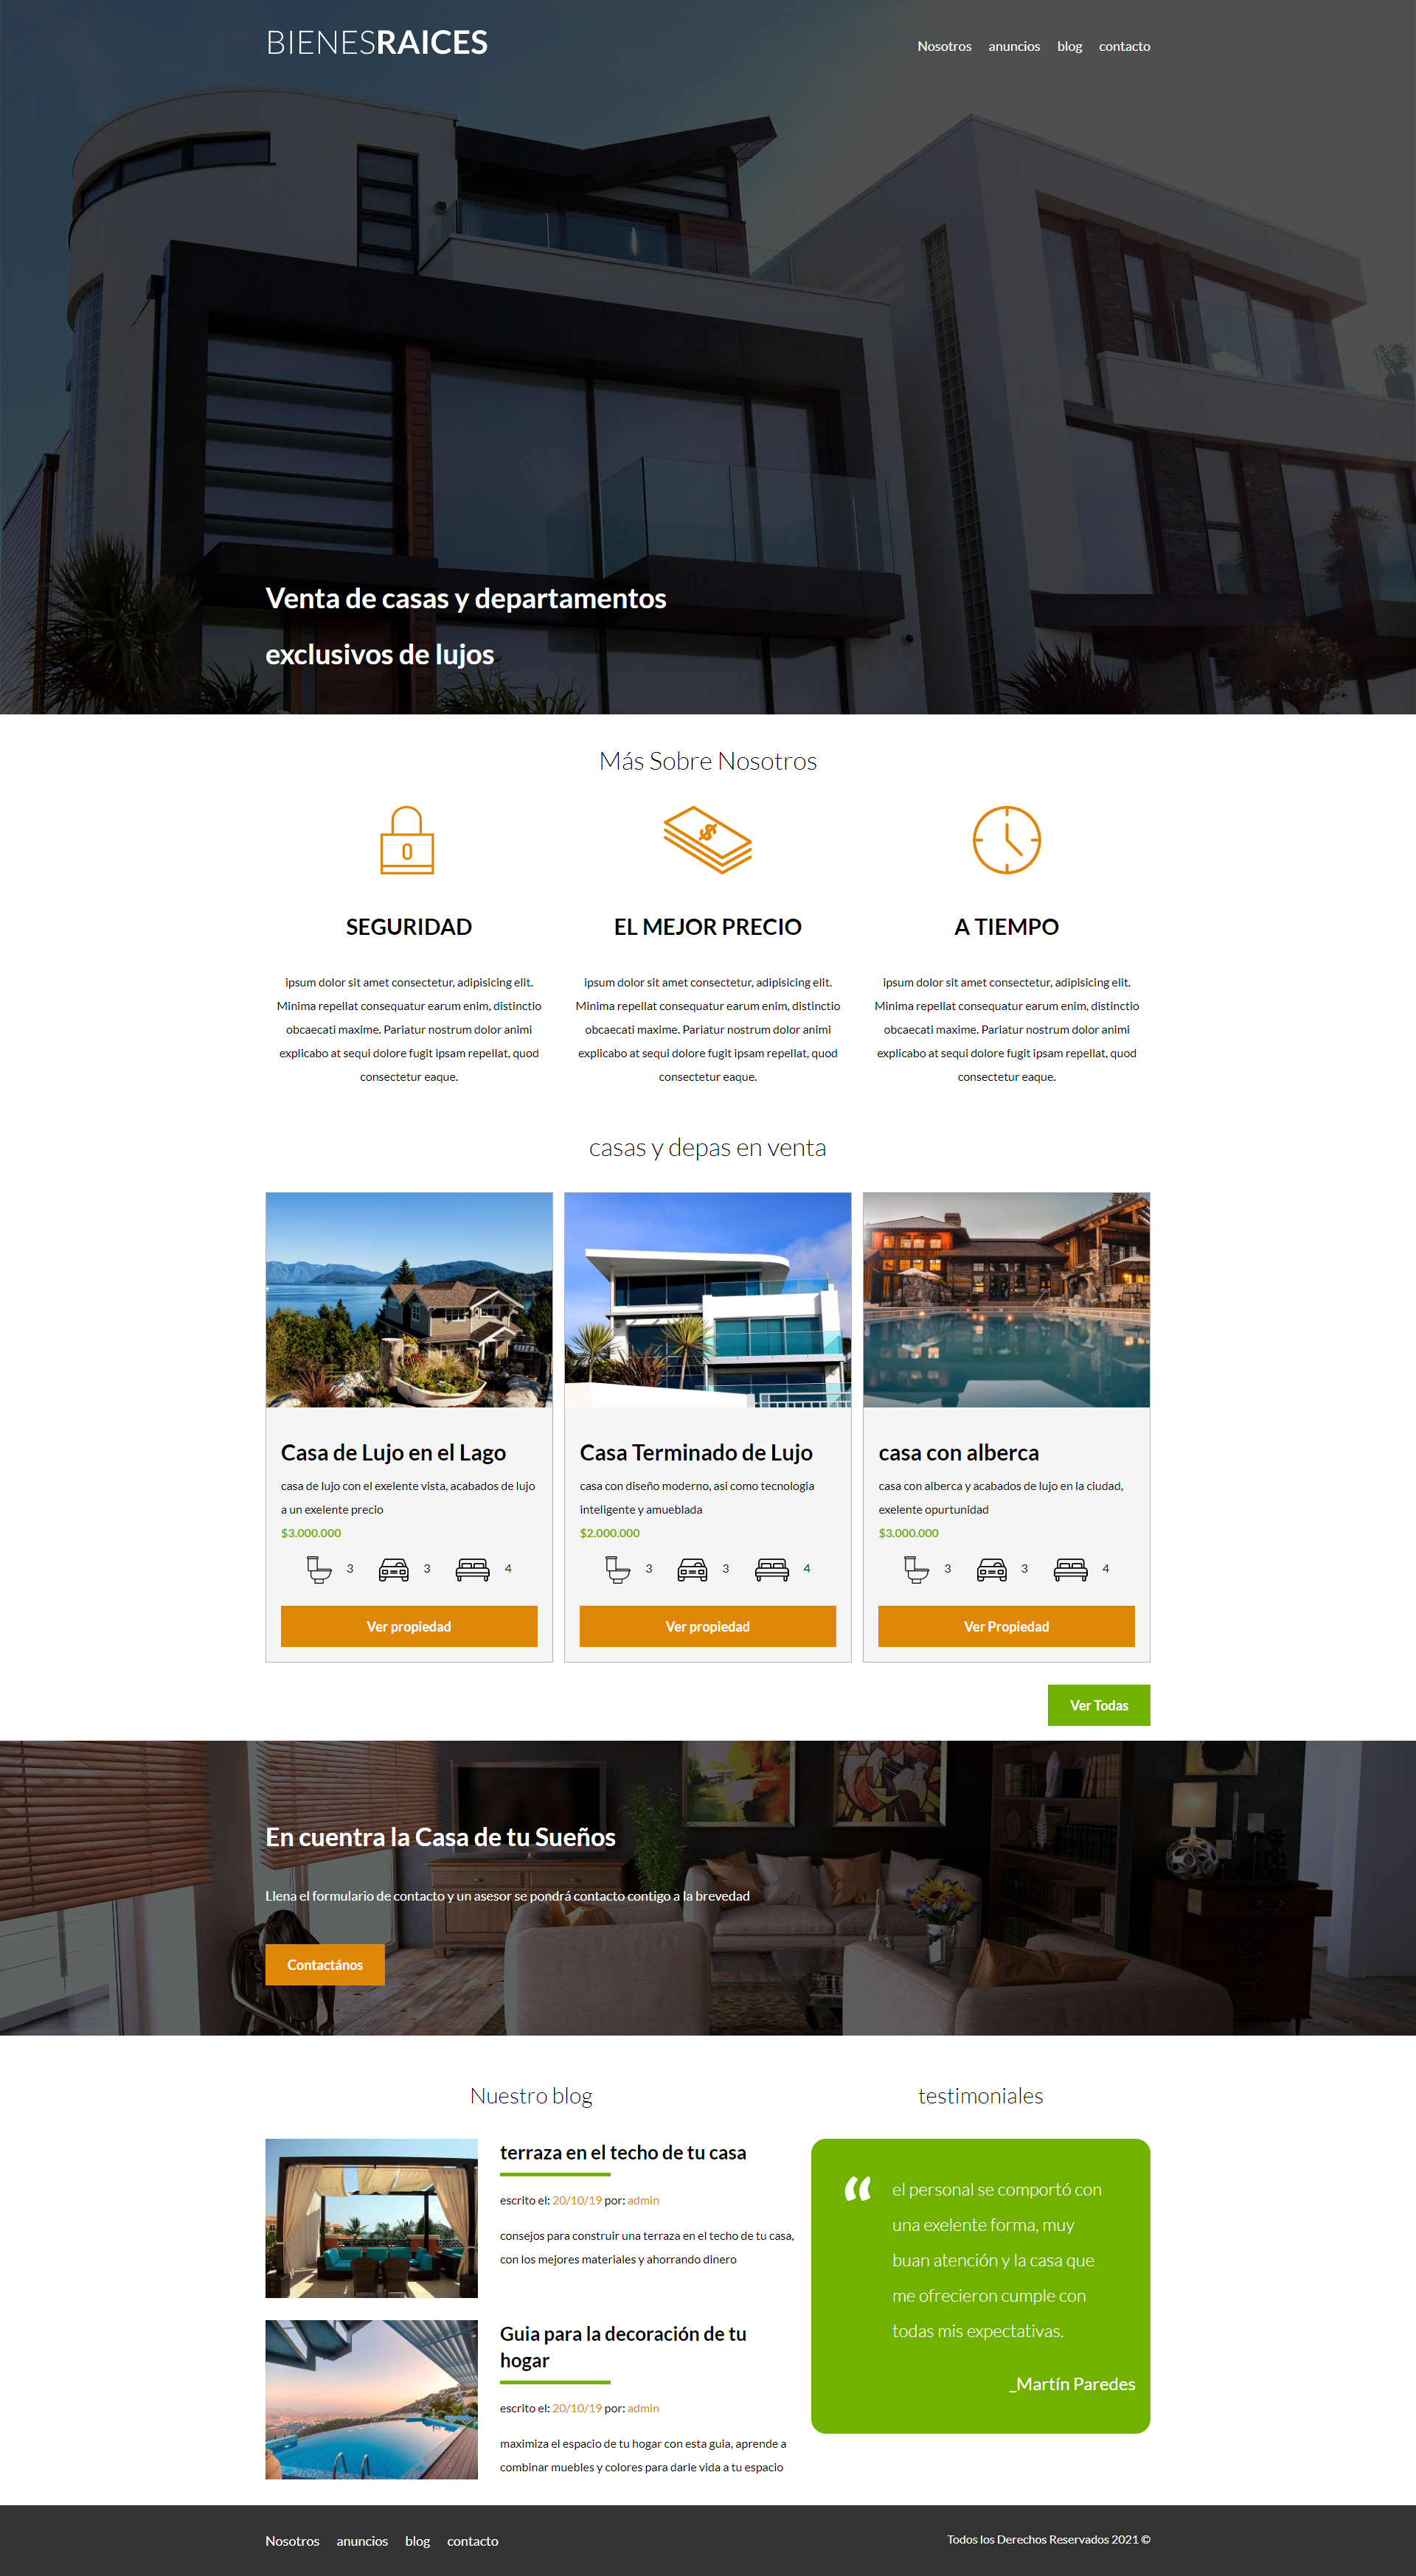 BIENESRAICES
Nosotros anuncios blog contacto
Venta de casas y departamentos
exclusivos de lujos
Más Sobre Nosotros
SEGURIDAD
ipsum dolor sit amet consectetur, adipisicing elit.
Minima repellat consequatur earum enim, distinctio
obcaecati maxime. Pariatur nostrum dolor animi
explicabo at sequi dolore fugit ipsam repellat, quod
consectetur eaque.
EL MEJOR PRECIO
ipsum dolor sit amet consectetur, adipisicing elit.
Minima repellat consequatur earum enim, distinctio
obcaecati maxime. Pariatur nostrum dolor animi
explicabo at sequi dolore fugit ipsam repellat, quod
consectetur eaque.
A TIEMPO
ipsum dolor sit amet consectetur, adipisicing elit.
Minima repellat consequatur earum enim, distinctio
obcaecati maxime. Pariatur nostrum dolor animi
explicabo at sequi dolore fugit ipsam repellat, quod
consectetur eaque.
casas y depas en venta
Casa de Lujo en el Lago
casa de lujo con el exelente vista, acabados de lujo
a un exelente precio
$3.000.000
3 3 4
Ver propiedad
Casa Terminado de Lujo
casa con diseño moderno, asi como tecnologia
inteligente y amueblada
$2.000.000
3 3 4
Ver propiedad
casa con alberca
casa con alberca y acabados de lujo en la ciudad,
exelente opurtunidad
$3.000.000
3 3 4
Ver Propiedad
Ver Todas
En cuentra la Casa de tu Sueños
Llena el formulario de contacto y un asesor se pondrá contacto contigo a la brevedad
Contactános
Nuestro blog
terraza en el techo de tu casa
escrito el: 20/10/19 por: admin
consejos para construir una terraza en el techo de tu casa,
con los mejores materiales y ahorrando dinero
Guia para la decoración de tu
hogar
escrito el: 20/10/19 por: admin
maximiza el espacio de tu hogar con esta guia, aprende a
combinar muebles y colores para darle vida a tu espacio
testimoniales
“ el personal se comportó con
una exelente forma, muy
buan atención y la casa que
me ofrecieron cumple con
todas mis expectativas.
_Martín Paredes
Nosotros anuncios blog contacto
Todos los Derechos Reservados 2021 ©